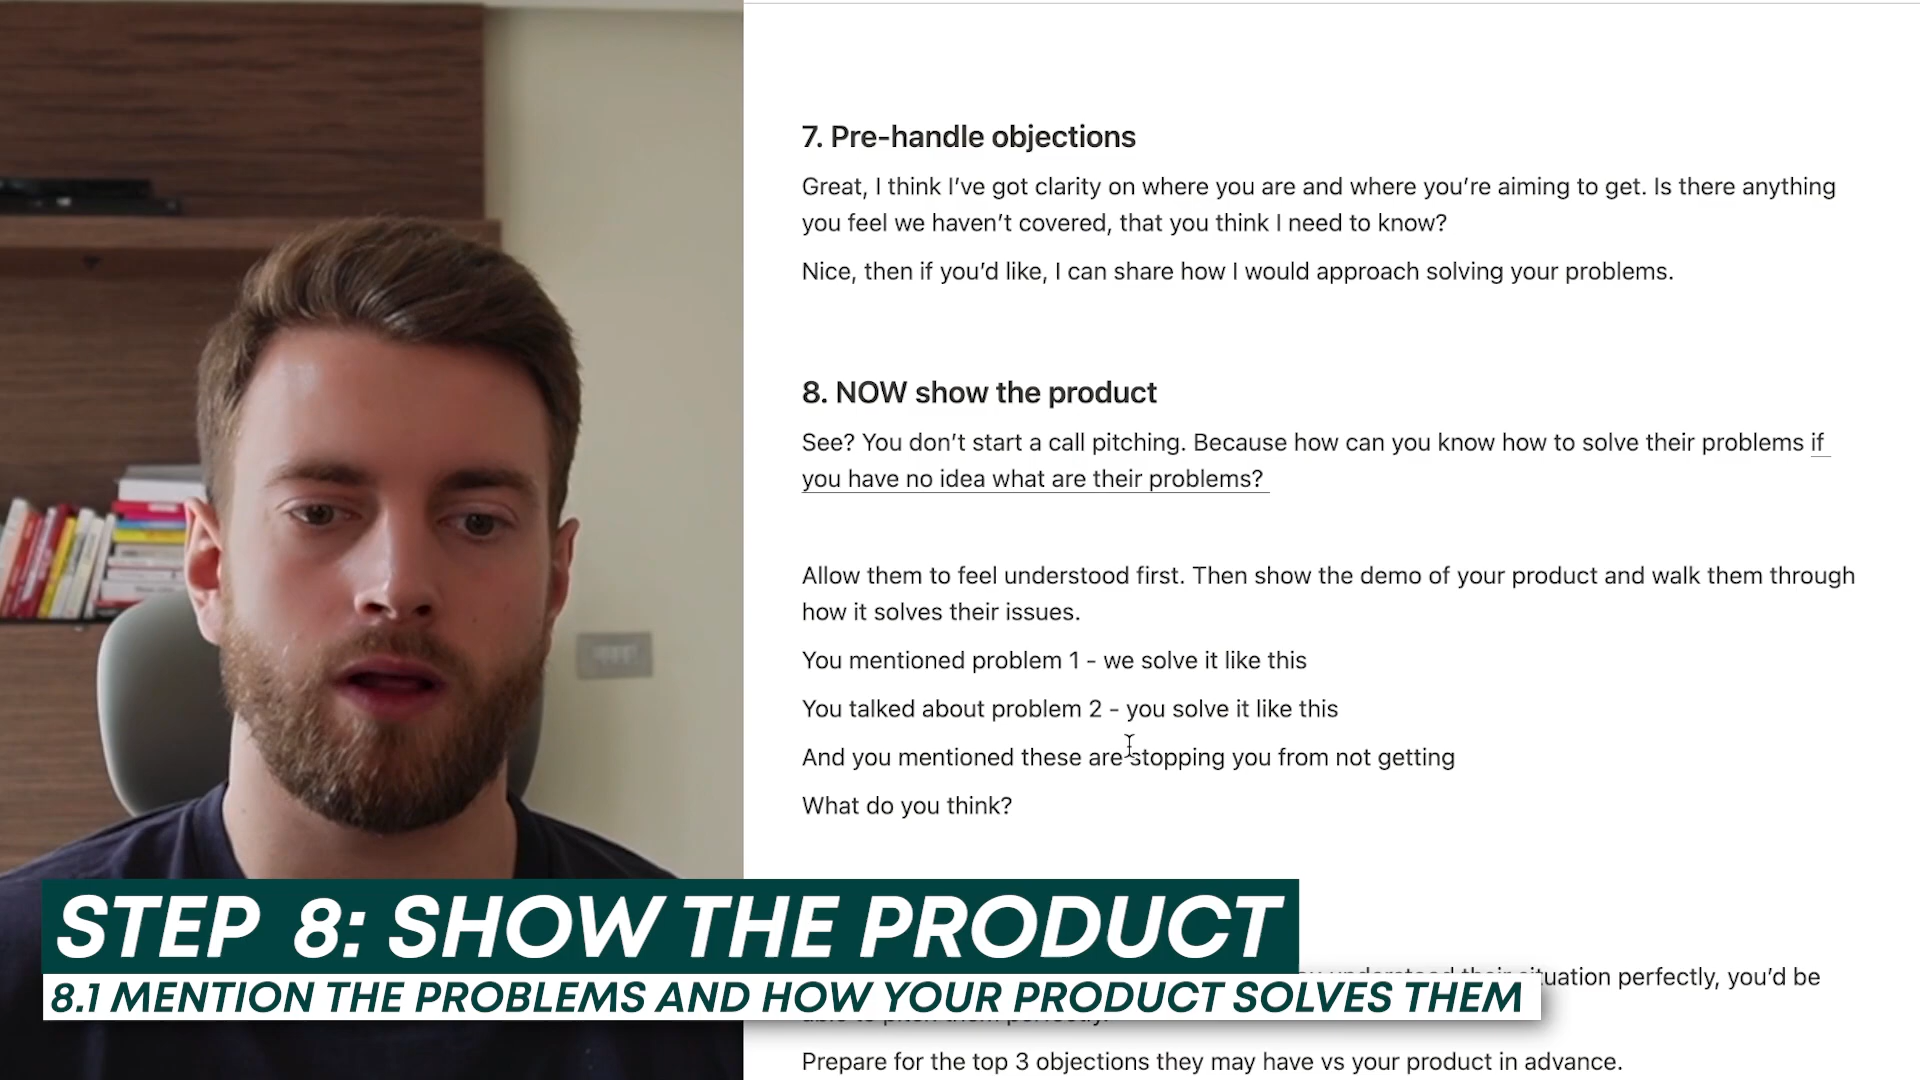 7. Pre-handle objections
Great, I think I’ve got clarity on where you are and where you’re aiming to get. Is there anything
you feel we haven’t covered, that you think I need to know?
Nice, then if you’d like, I can share how I would approach solving your problems.
8. NOW show the product
See? You don’t start a call pitching. Because how can you know how to solve their problems if
you have no idea what are their problems?
Allow them to feel understood first. Then show the demo of your product and walk them through
how it solves their issues.
You mentioned problem 1 - we solve it like this
You talked about problem 2 - you solve it like this
And you mentioned these are stopping you from not getting
What do you think?
STEP 8: SHOW THE PRODUCT
situation perfectly, you’d be
8.1 MENTION THE PROBLEMS AND HOW YOUR PRODUCT SOLVES THEM
Prepare for the top 3 objections they may have vs your product in advance.